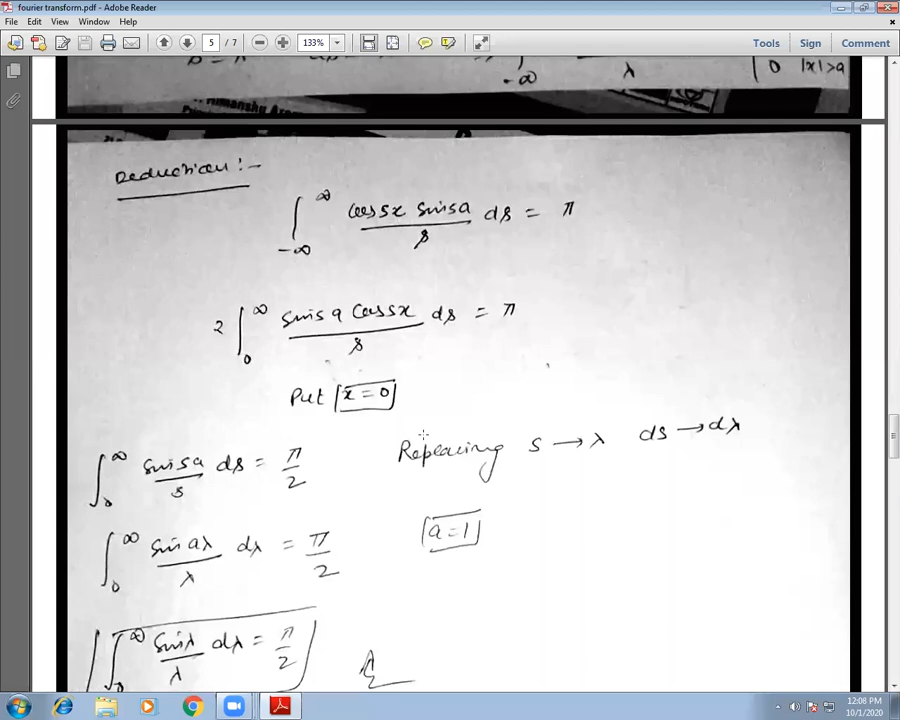 fourier transform.pdf - Adobe Reader
File Edit View Window Help
5 / 7 133% Tools Sign Comment
-∞ λ | 0 |x|>a
Deduction :-
∫_{-∞}^{∞} cos sx sin sa / s ds = π
2 ∫_0^∞ sin sa cos sx / s ds = π
Put x = 0
∫_0^∞ sin sa / s ds = π/2 Replacing s → λ ds → dλ
∫_0^∞ sin aλ / λ dλ = π/2 a = 1
∫_0^∞ sin λ / λ dλ = π/2
12:08 PM
10/1/2020